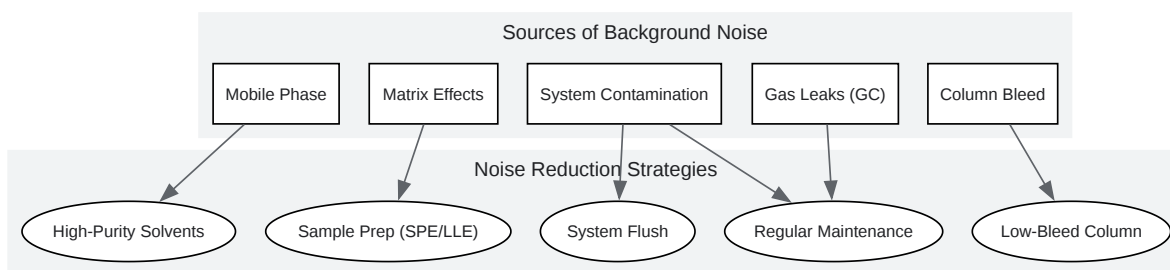 Sources of Background Noise
Mobile Phase
Matrix Effects
System Contamination
Gas Leaks (GC)
Column Bleed
Noise Reduction Strategies
High-Purity Solvents
Sample Prep (SPE/LLE)
System Flush
Regular Maintenance
Low-Bleed Column